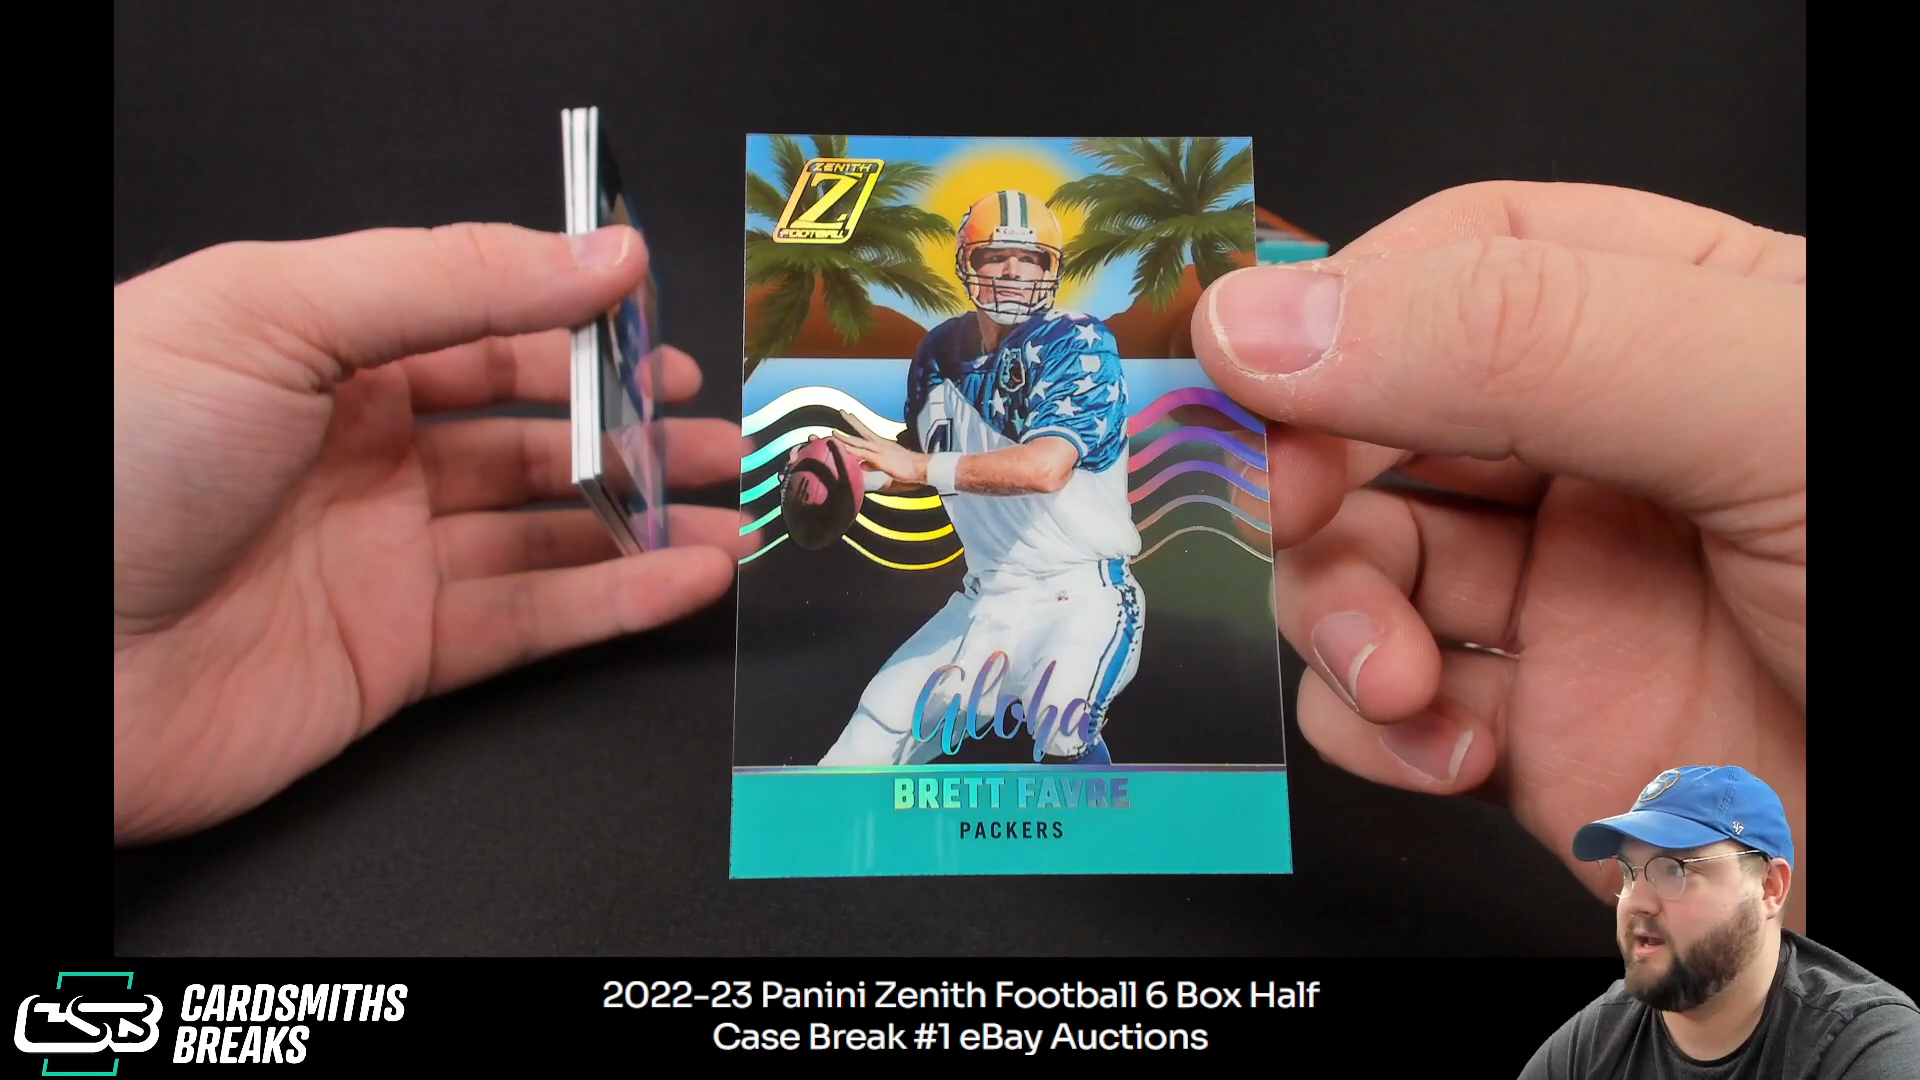 ZENITH
Z
FOOTBALL
Aloha
BRETT FAVRE
PACKERS
CARDSMITHS
BREAKS
CSB
2022-23 Panini Zenith Football 6 Box Half
Case Break #1 eBay Auctions
'47